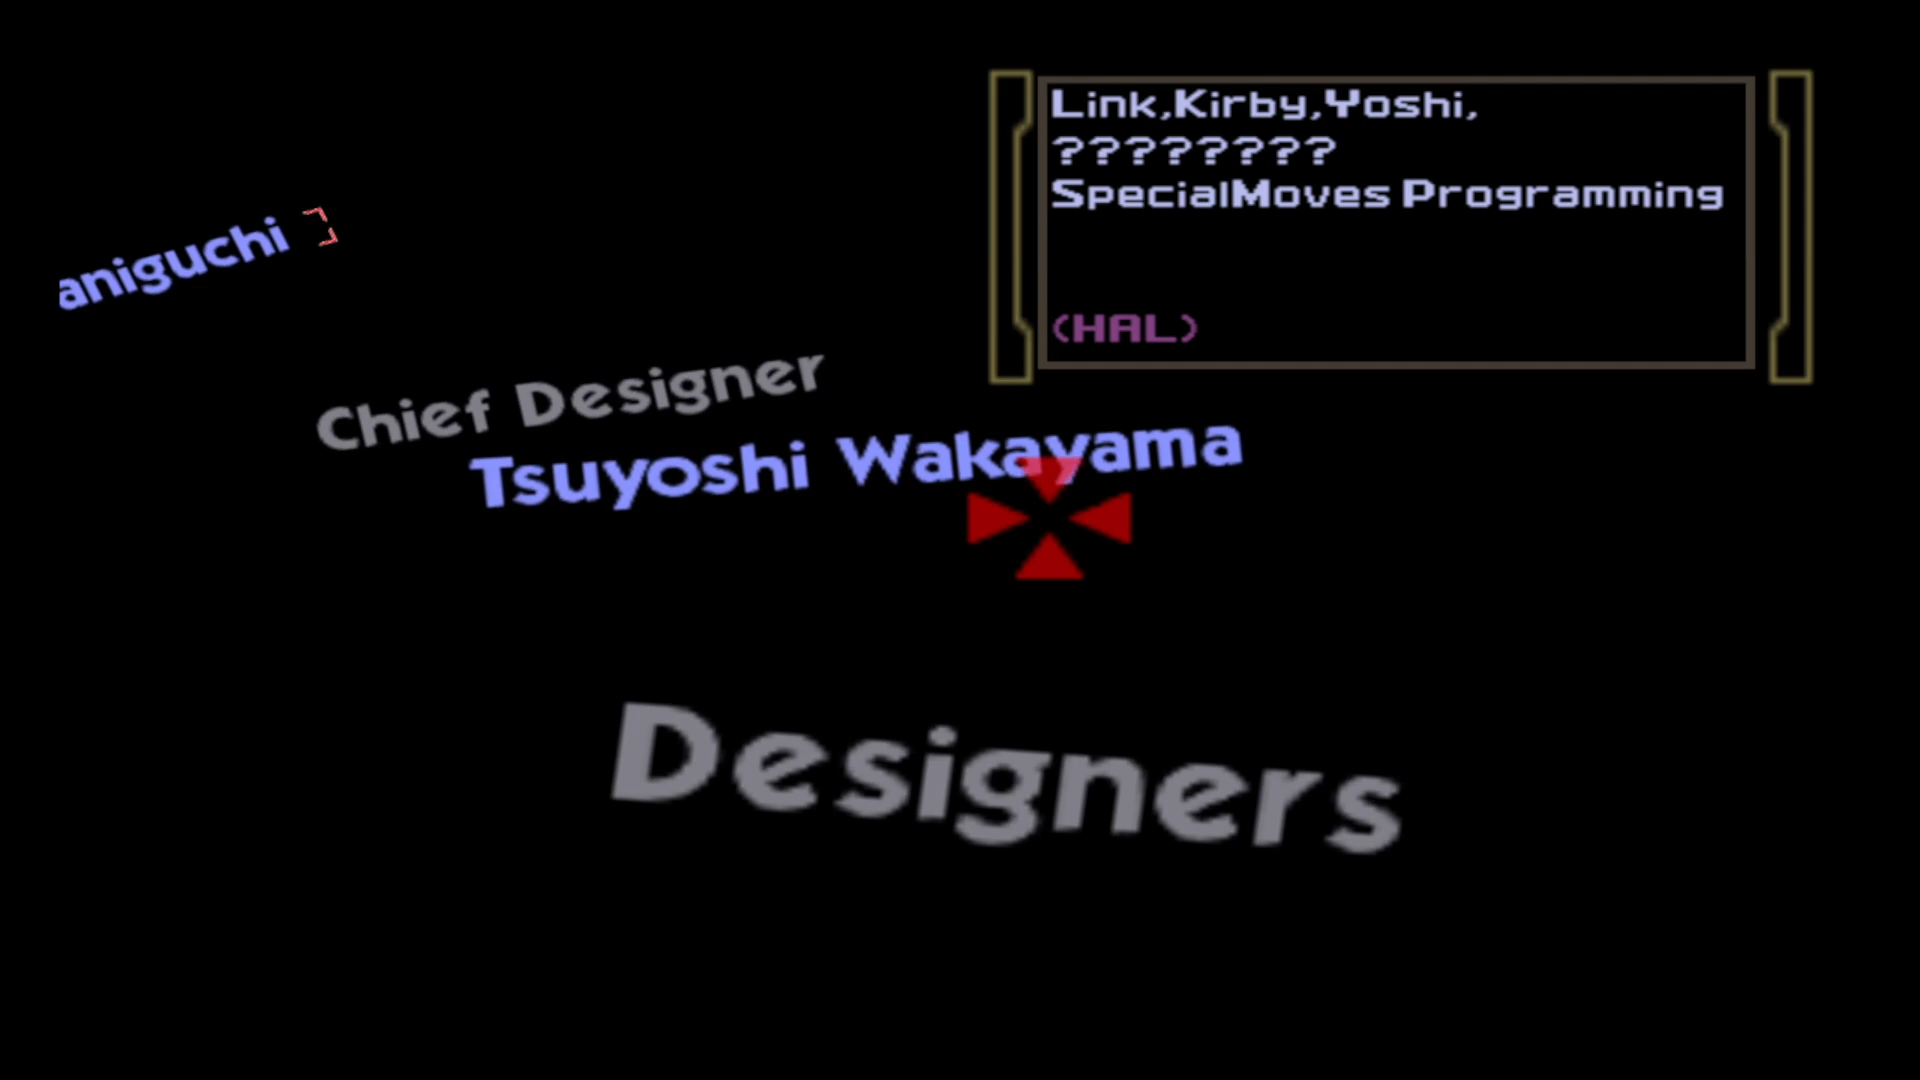 Link,Kirby,Yoshi,
????????
SpecialMoves Programming
(HAL)
aniguchi
Chief Designer
Tsuyoshi Wakayama
Designers